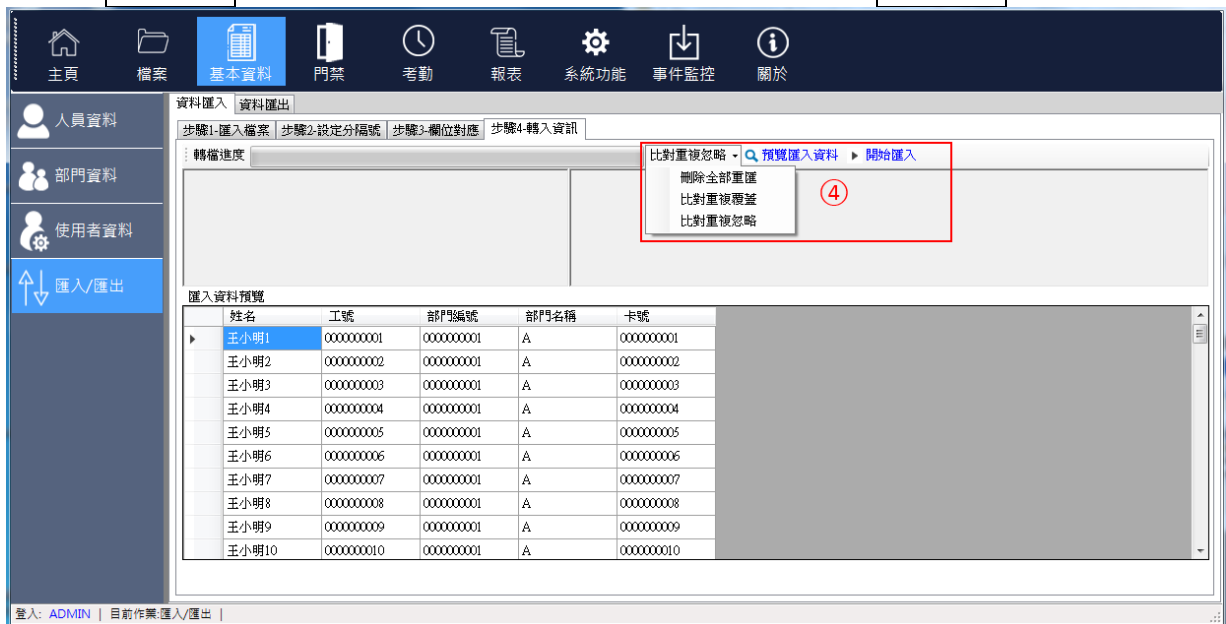 主頁 檔案 基本資料 門禁 考勤 報表 系統功能 事件監控 關於
人員資料
部門資料
使用者資料
匯入/匯出
資料匯入 資料匯出
步驟1-匯入檔案 步驟2-設定分隔號 步驟3-欄位對應 步驟4-轉入資訊
轉檔進度 比對重複忽略 預覽匯入資料 開始匯入
刪除全部重匯
比對重複覆蓋
比對重複忽略
④
匯入資料預覽
姓名 工號 部門編號 部門名稱 卡號
王小明1 0000000001 0000000001 A 0000000001
王小明2 0000000002 0000000001 A 0000000002
王小明3 0000000003 0000000001 A 0000000003
王小明4 0000000004 0000000001 A 0000000004
王小明5 0000000005 0000000001 A 0000000005
王小明6 0000000006 0000000001 A 0000000006
王小明7 0000000007 0000000001 A 0000000007
王小明8 0000000008 0000000001 A 0000000008
王小明9 0000000009 0000000001 A 0000000009
王小明10 0000000010 0000000001 A 0000000010
登入: ADMIN | 目前作業:匯入/匯出 |